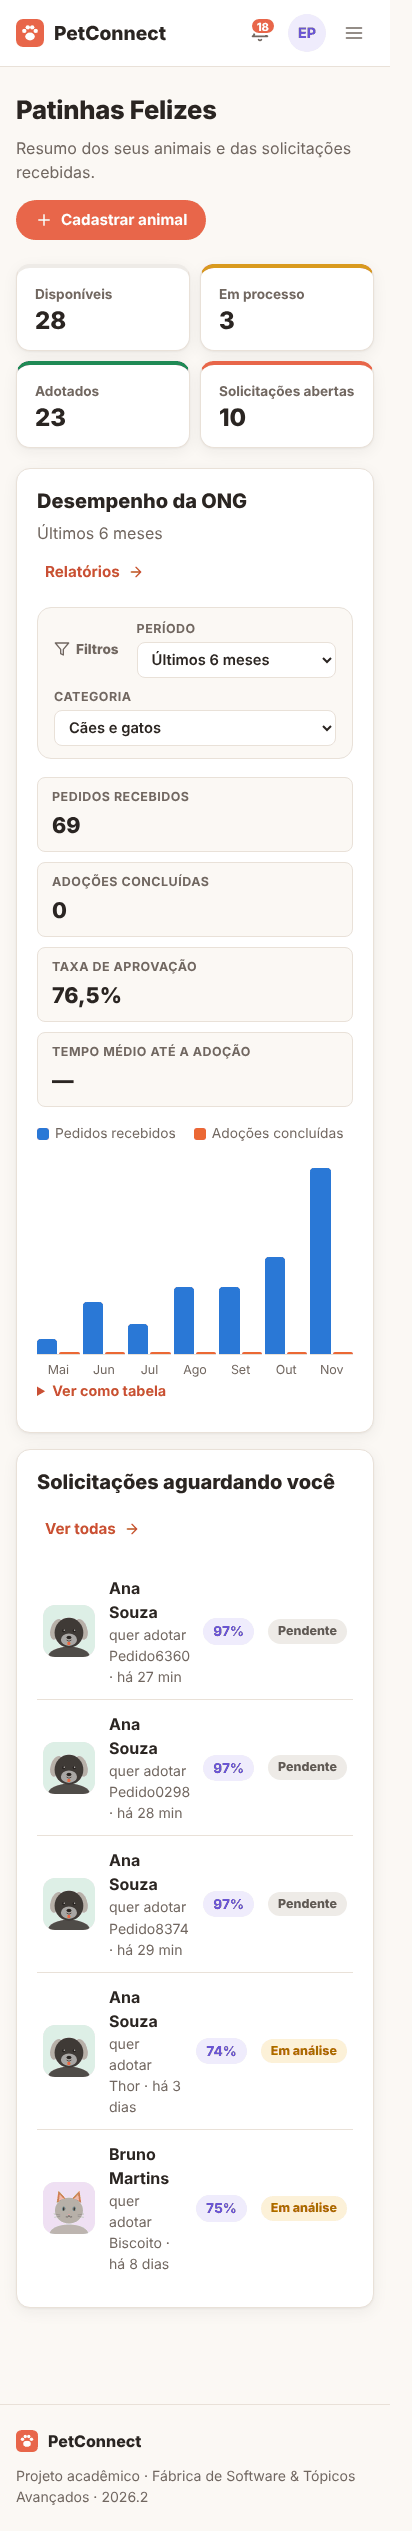 PetConnect
18
EP
Patinhas Felizes
Resumo dos seus animais e das solicitações
recebidas.
Cadastrar animal
Disponíveis
28
Em processo
3
Adotados
23
Solicitações abertas
10
Desempenho da ONG
Últimos 6 meses
Relatórios →
Filtros
PERÍODO
Últimos 6 meses
CATEGORIA
Cães e gatos
PEDIDOS RECEBIDOS
69
ADOÇÕES CONCLUÍDAS
0
TAXA DE APROVAÇÃO
76,5%
TEMPO MÉDIO ATÉ A ADOÇÃO
—
Pedidos recebidos
Adoções concluídas
Mai Jun Jul Ago Set Out Nov
Ver como tabela
Solicitações aguardando você
Ver todas →
Ana
Souza
quer adotar
Pedido6360
· há 27 min
97%
Pendente
Ana
Souza
quer adotar
Pedido0298
· há 28 min
97%
Pendente
Ana
Souza
quer adotar
Pedido8374
· há 29 min
97%
Pendente
Ana
Souza
quer
adotar
Thor · há 3
dias
74%
Em análise
Bruno
Martins
quer
adotar
Biscoito ·
há 8 dias
75%
Em análise
PetConnect
Projeto acadêmico · Fábrica de Software & Tópicos
Avançados · 2026.2